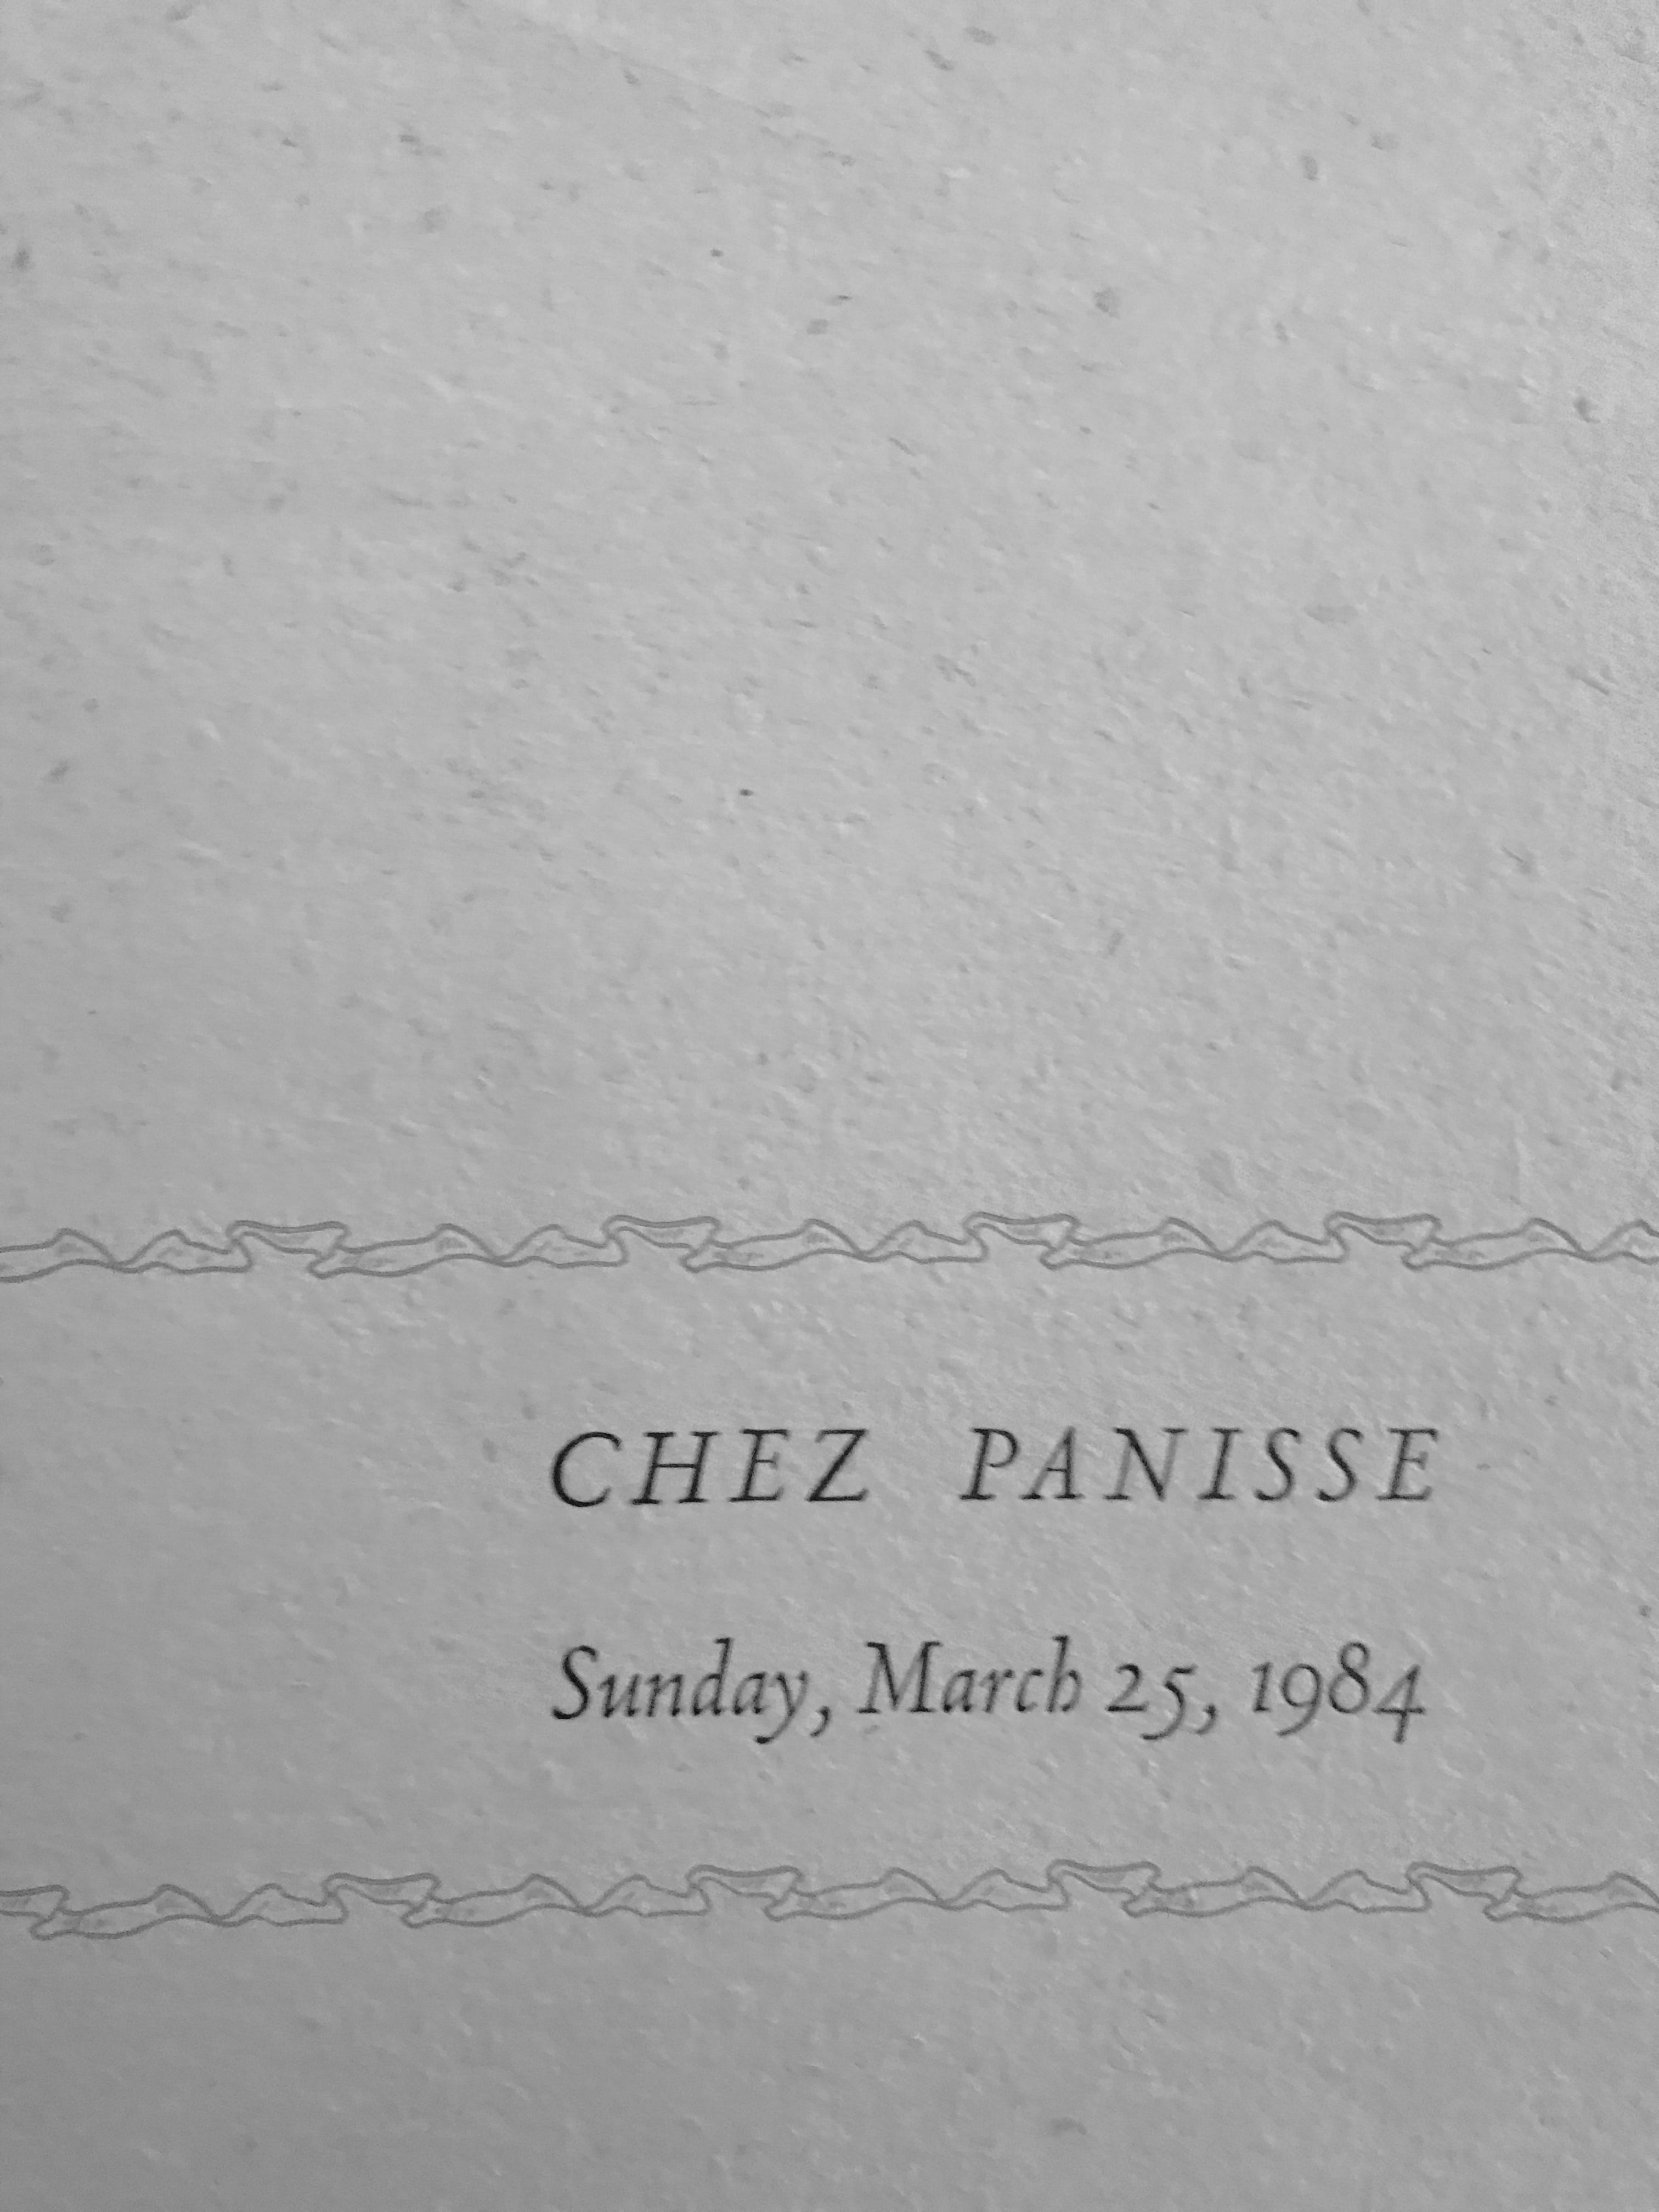 CHEZ PANISSE
Sunday, March 25, 1984